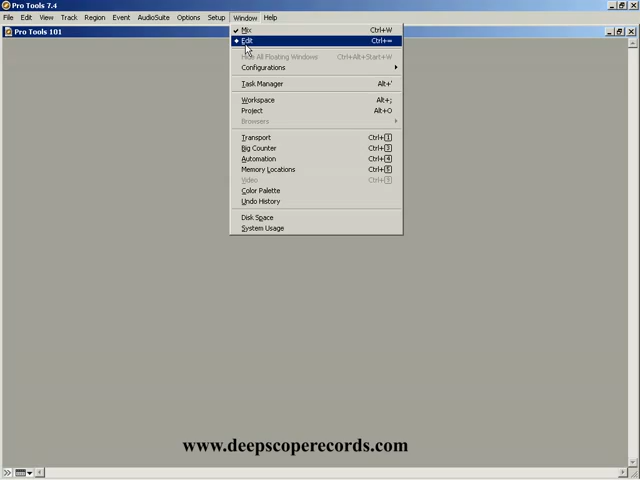 Pro Tools 7.4
File Edit View Track Region Event AudioSuite Options Setup Window Help
Pro Tools 101
Mix Ctrl+W
Edit Ctrl+=
Hide All Floating Windows Ctrl+Alt+Start+W
Configurations
Task Manager Alt+'
Workspace Alt+;
Project Alt+O
Browsers
Transport Ctrl+1
Big Counter Ctrl+3
Automation Ctrl+4
Memory Locations Ctrl+5
Video Ctrl+9
Color Palette
Undo History
Disk Space
System Usage
www.deepscoperecords.com